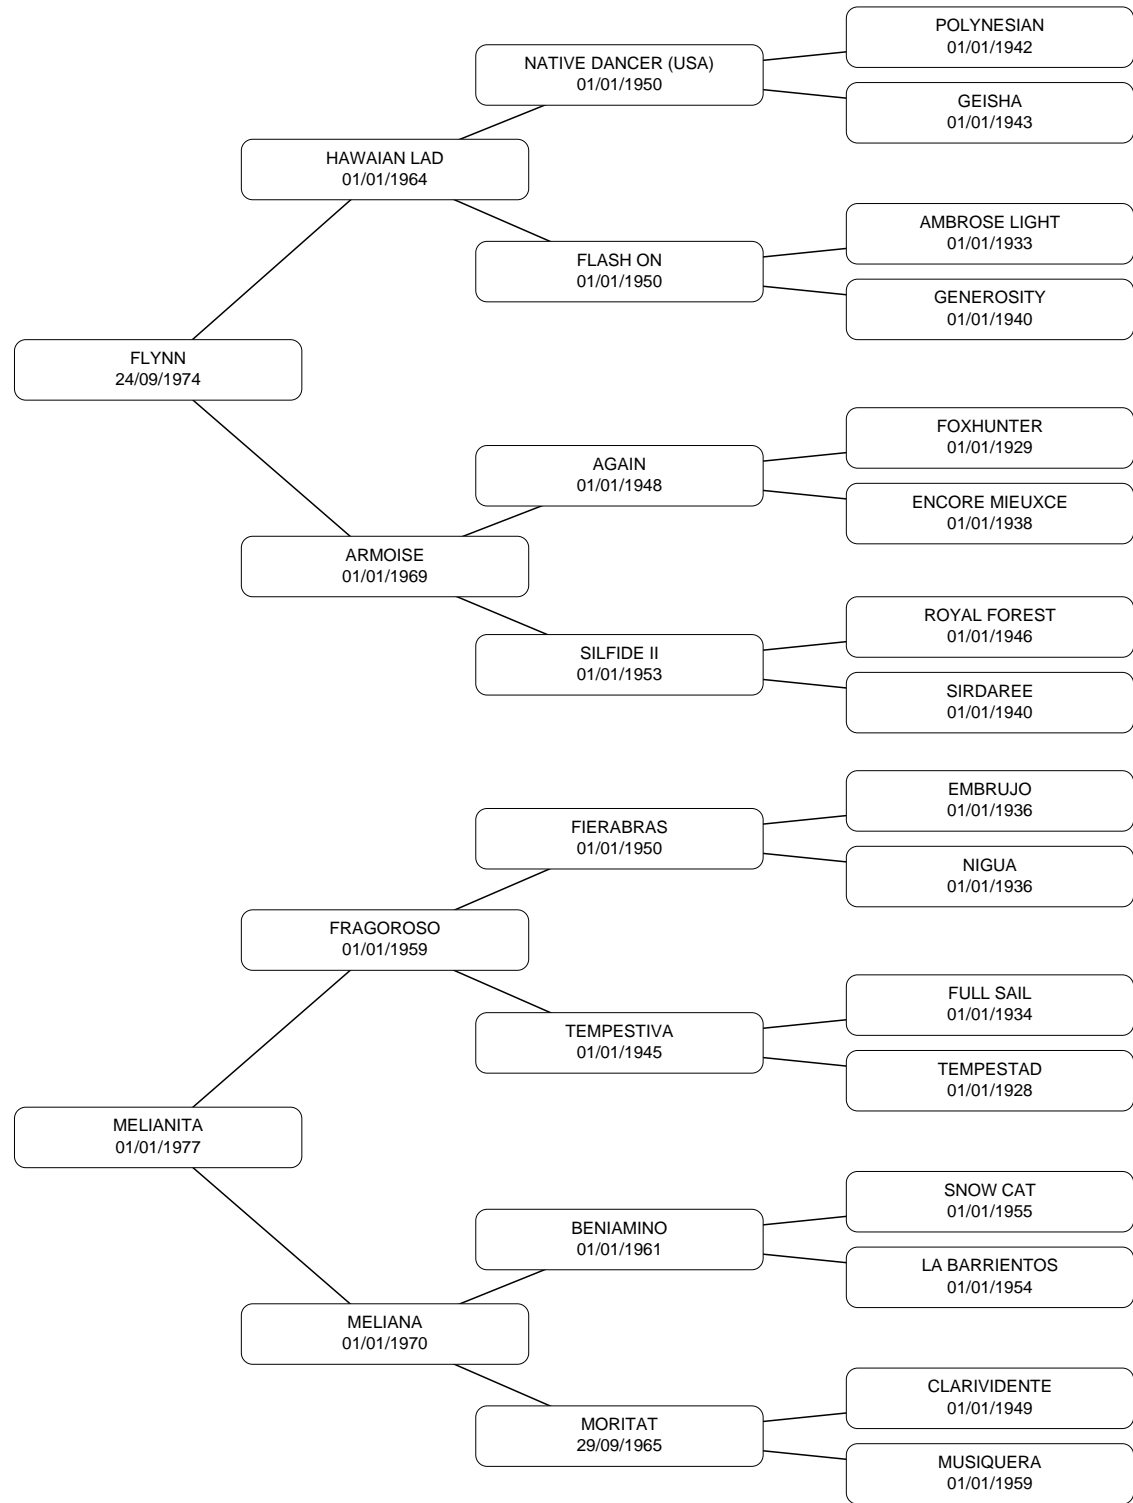 POLYNESIAN
01/01/1942
NATIVE DANCER (USA)
01/01/1950
GEISHA
01/01/1943
HAWAIAN LAD
01/01/1964
AMBROSE LIGHT
01/01/1933
FLASH ON
01/01/1950
GENEROSITY
01/01/1940
FLYNN
24/09/1974
FOXHUNTER
01/01/1929
AGAIN
01/01/1948
ENCORE MIEUXCE
01/01/1938
ARMOISE
01/01/1969
ROYAL FOREST
01/01/1946
SILFIDE II
01/01/1953
SIRDAREE
01/01/1940
EMBRUJO
01/01/1936
FIERABRAS
01/01/1950
NIGUA
01/01/1936
FRAGOROSO
01/01/1959
FULL SAIL
01/01/1934
TEMPESTIVA
01/01/1945
TEMPESTAD
01/01/1928
MELIANITA
01/01/1977
SNOW CAT
01/01/1955
BENIAMINO
01/01/1961
LA BARRIENTOS
01/01/1954
MELIANA
01/01/1970
CLARIVIDENTE
01/01/1949
MORITAT
29/09/1965
MUSIQUERA
01/01/1959